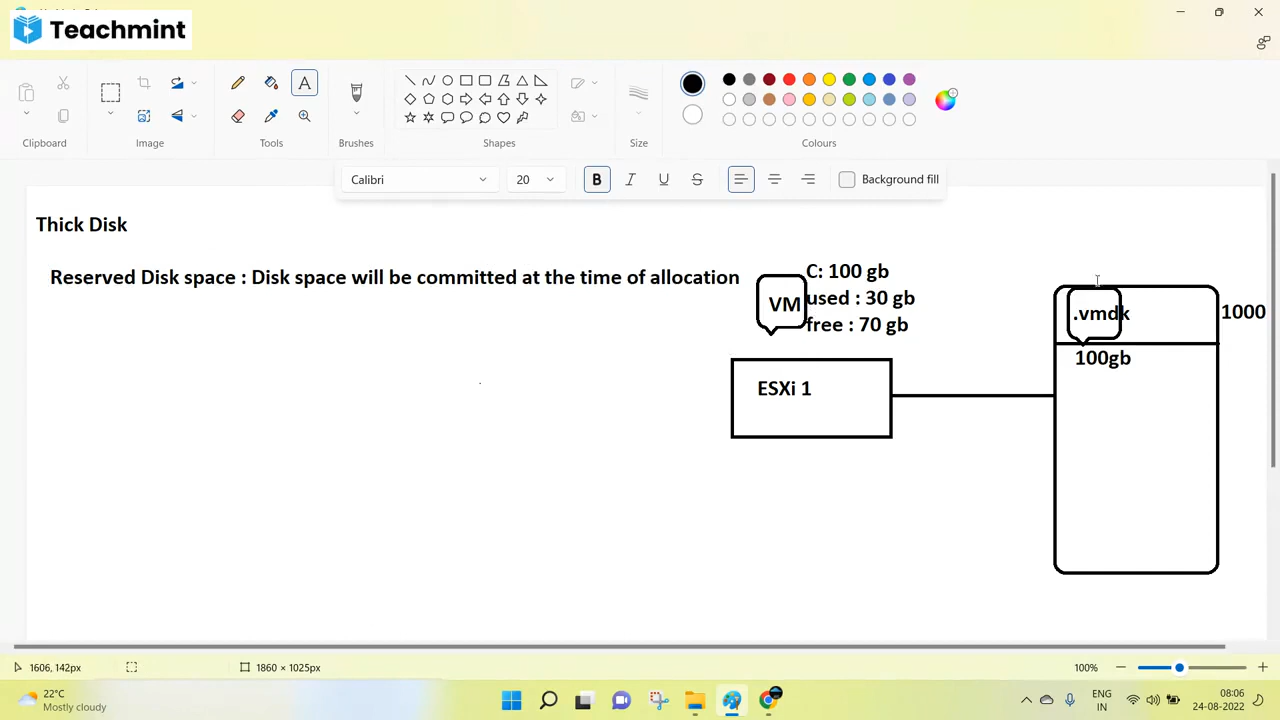 Teachmint
Clipboard
Image
Tools
Brushes
Shapes
Size
Colours
A
Calibri
20
B
I
U
S
Background fill
Thick Disk
Reserved Disk space : Disk space will be committed at the time of allocation
VM
C: 100 gb
used : 30 gb
free : 70 gb
ESXi 1
.vmdk
100gb
1000
1606, 142px
1860 × 1025px
100%
22°C
Mostly cloudy
ENG
IN
08:06
24-08-2022